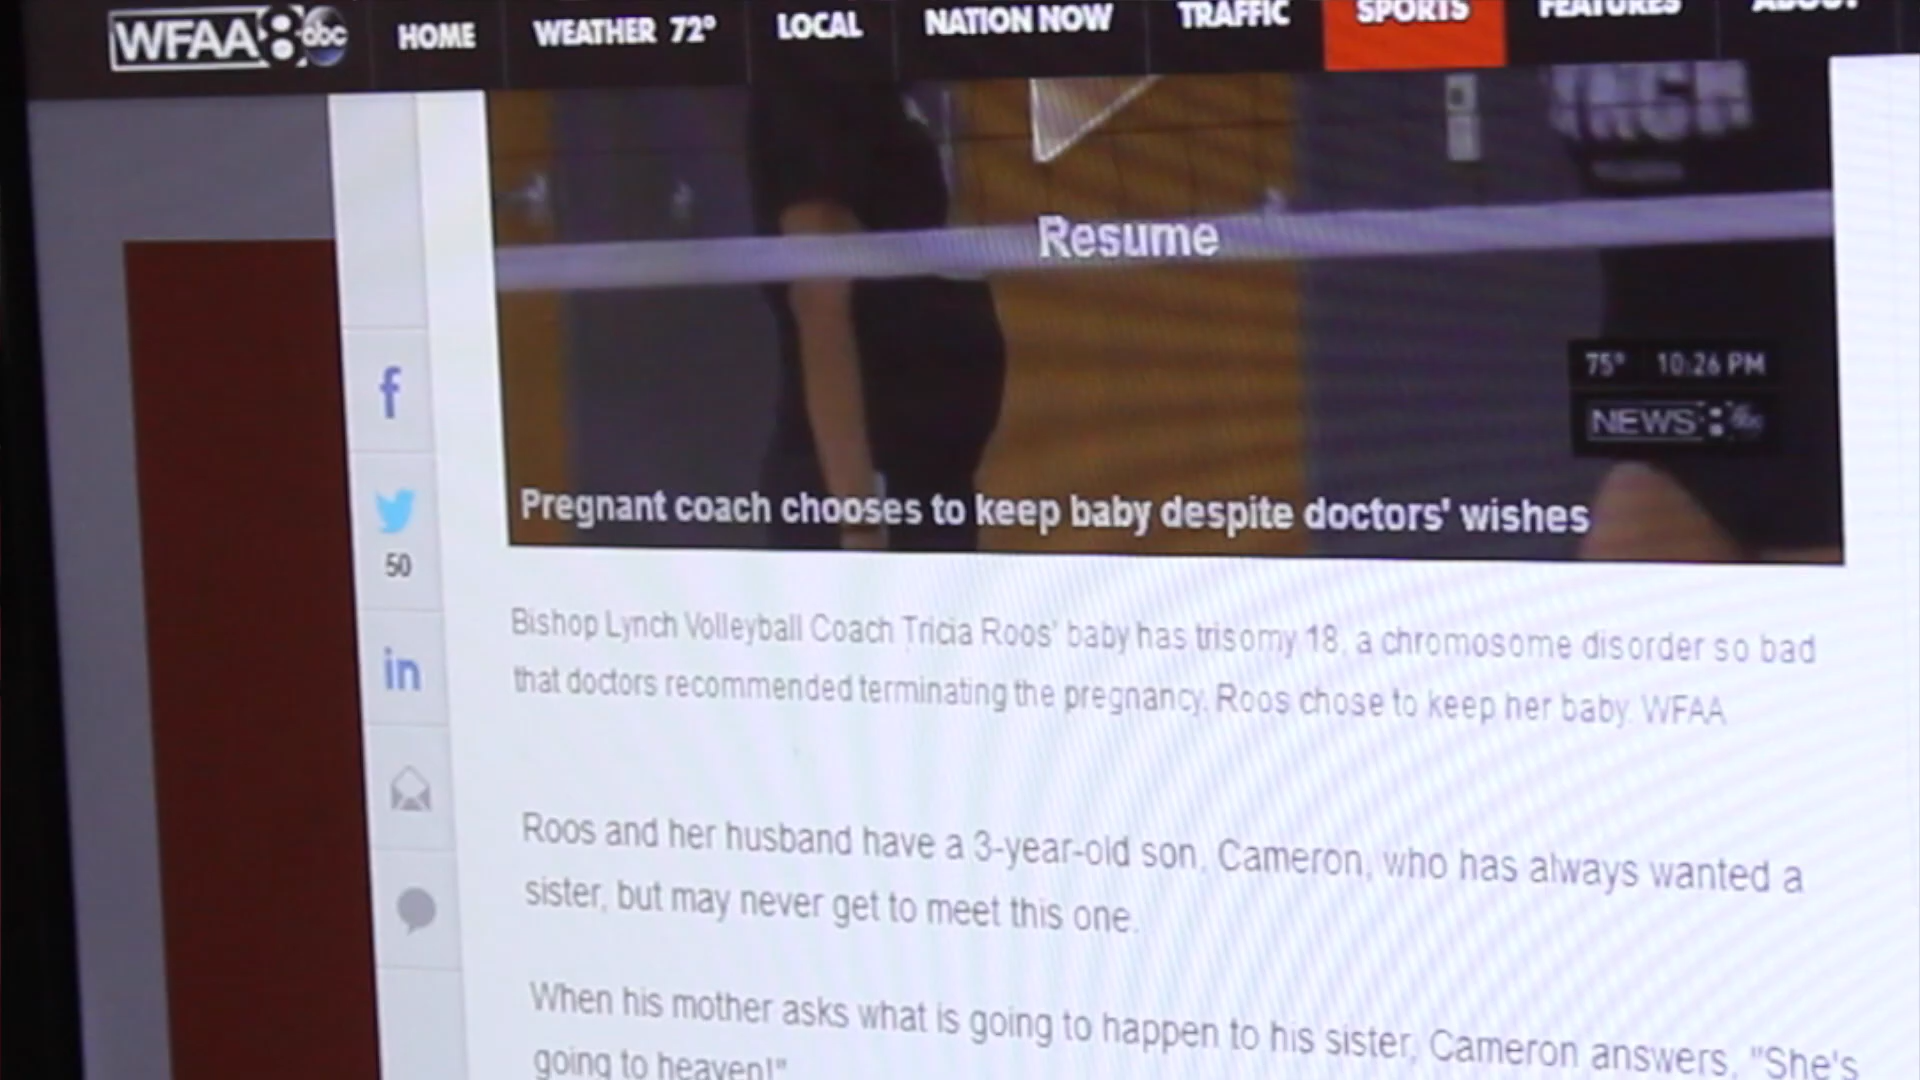 WFAA 8 abc HOME WEATHER 72° LOCAL NATION NOW TRAFFIC SPORTS FEATURES ABOUT
Resume
75° 10:26 PM
NEWS 8 abc
Pregnant coach chooses to keep baby despite doctors' wishes
50
Bishop Lynch Volleyball Coach Tricia Roos' baby has trisomy 18, a chromosome disorder so bad
that doctors recommended terminating the pregnancy. Roos chose to keep her baby. WFAA
Roos and her husband have a 3-year-old son, Cameron, who has always wanted a
sister, but may never get to meet this one.
When his mother asks what is going to happen to his sister, Cameron answers, "She's
going to heaven!"